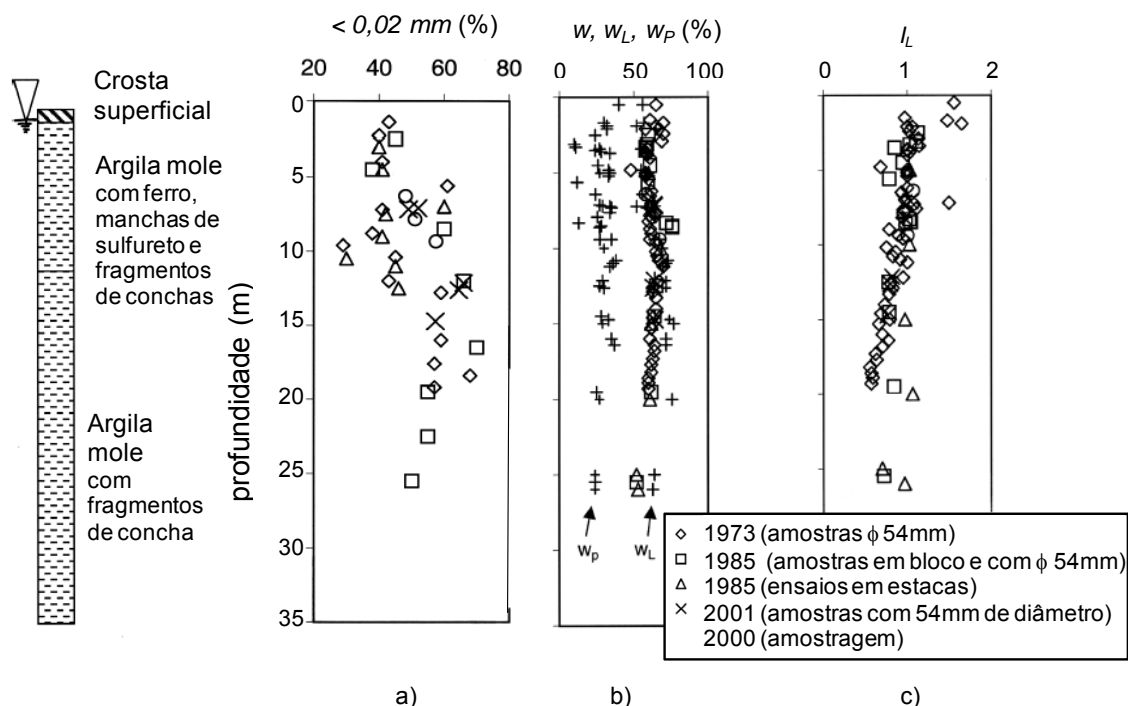 < 0,02 mm (%)
20 40 60 80
w, wL, wP (%)
0 50 100
IL
0 1 2
Crosta
superficial
Argila mole
com ferro,
manchas de
sulfureto e
fragmentos
de conchas
Argila
mole
com
fragmentos
de concha
profundidade (m)
0
5
10
15
20
25
30
35
wp
wL
1973 (amostras ϕ 54mm)
1985 (amostras em bloco e com ϕ 54mm)
1985 (ensaios em estacas)
2001 (amostras com 54mm de diâmetro)
2000 (amostragem)
a)
b)
c)